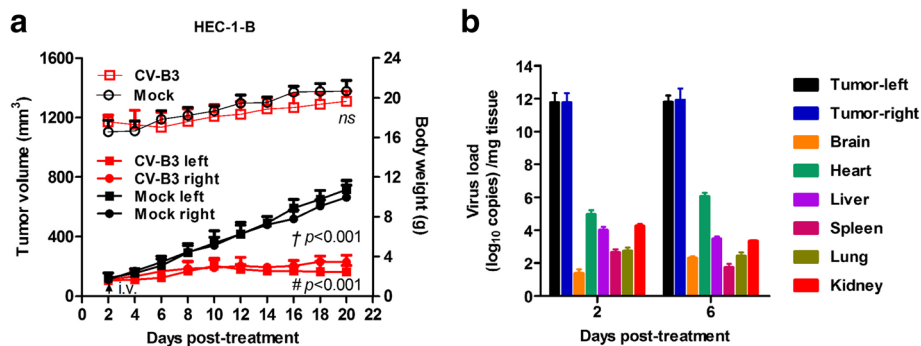 a
HEC-1-B
Tumor volume (mm³)
1600
1200
800
400
0
CV-B3
Mock
CV-B3 left
CV-B3 right
Mock left
Mock right
ns
† p<0.001
# p<0.001
i.v.
24
20
16
12
8
4
0
Body weight (g)
0 2 4 6 8 10 12 14 16 18 20 22
Days post-treatment
b
Virus load
(log₁₀ copies) /mg tissue
14
12
10
8
6
4
2
0
2 6
Days post-treatment
Tumor-left
Tumor-right
Brain
Heart
Liver
Spleen
Lung
Kidney